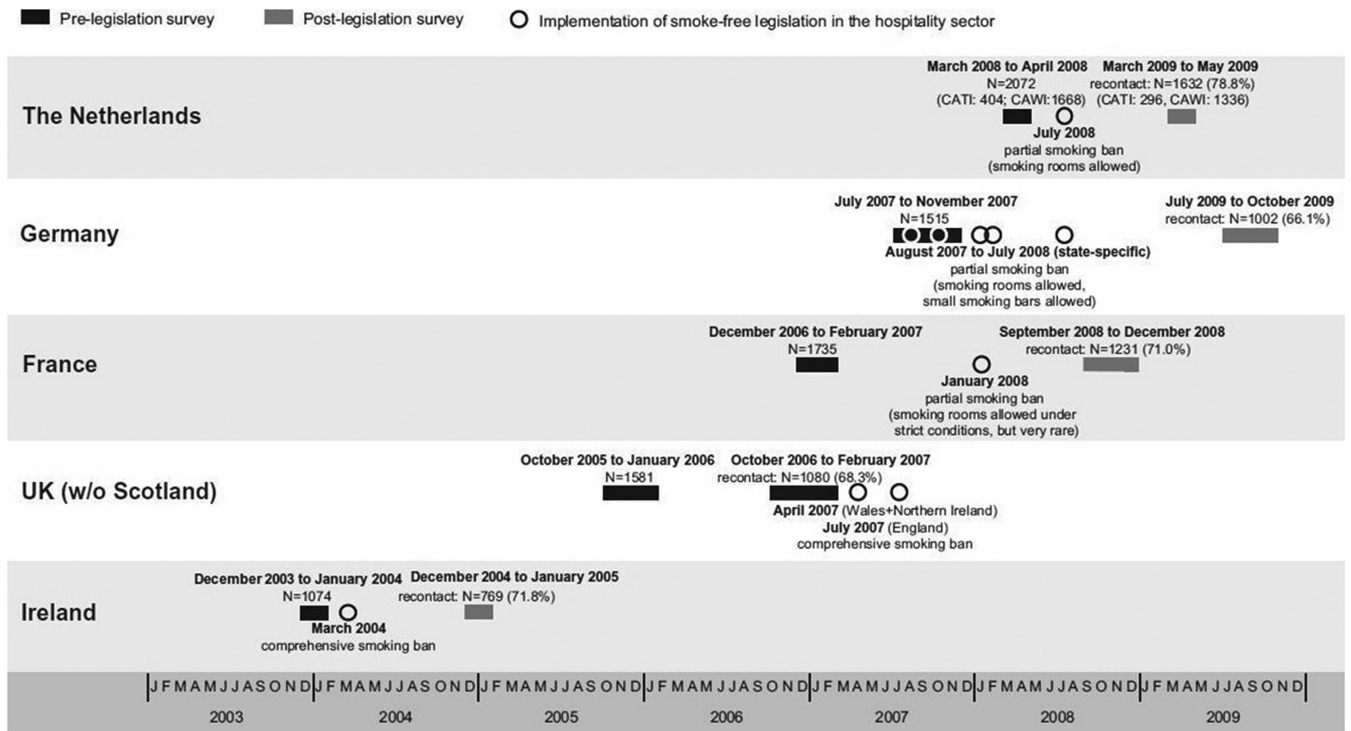 Pre-legislation survey
Post-legislation survey
Implementation of smoke-free legislation in the hospitality sector
The Netherlands
March 2008 to April 2008
N=2072
(CATI: 404; CAWI:1668)
March 2009 to May 2009
recontact: N=1632 (78.8%)
(CATI: 296, CAWI: 1336)
July 2008
partial smoking ban
(smoking rooms allowed)
Germany
July 2007 to November 2007
N=1515
July 2009 to October 2009
recontact: N=1002 (66.1%)
August 2007 to July 2008 (state-specific)
partial smoking ban
(smoking rooms allowed,
small smoking bars allowed)
France
December 2006 to February 2007
N=1735
September 2008 to December 2008
recontact: N=1231 (71.0%)
January 2008
partial smoking ban
(smoking rooms allowed under
strict conditions, but very rare)
UK (w/o Scotland)
October 2005 to January 2006
N=1581
October 2006 to February 2007
recontact: N=1080 (68.3%)
April 2007 (Wales+Northern Ireland)
July 2007 (England)
comprehensive smoking ban
Ireland
December 2003 to January 2004
N=1074
December 2004 to January 2005
recontact: N=769 (71.8%)
March 2004
comprehensive smoking ban
J F M A M J J A S O N D J F M A M J J A S O N D J F M A M J J A S O N D J F M A M J J A S O N D J F M A M J J A S O N D J F M A M J J A S O N D J F M A M J J A S O N D
2003 2004 2005 2006 2007 2008 2009